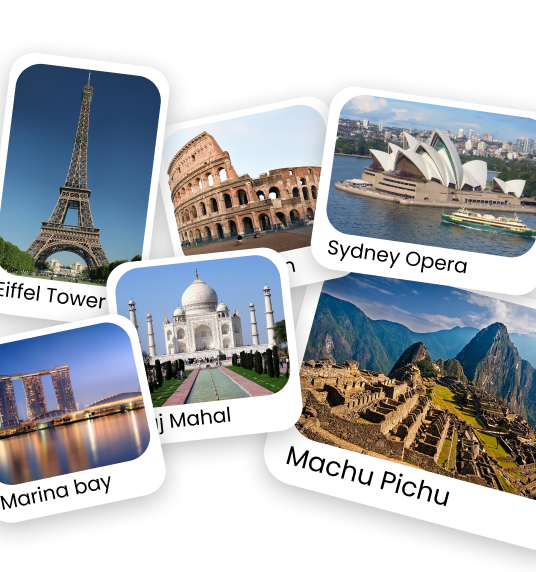 Eiffel Tower
n
Sydney Opera
j Mahal
Marina bay
Machu Pichu